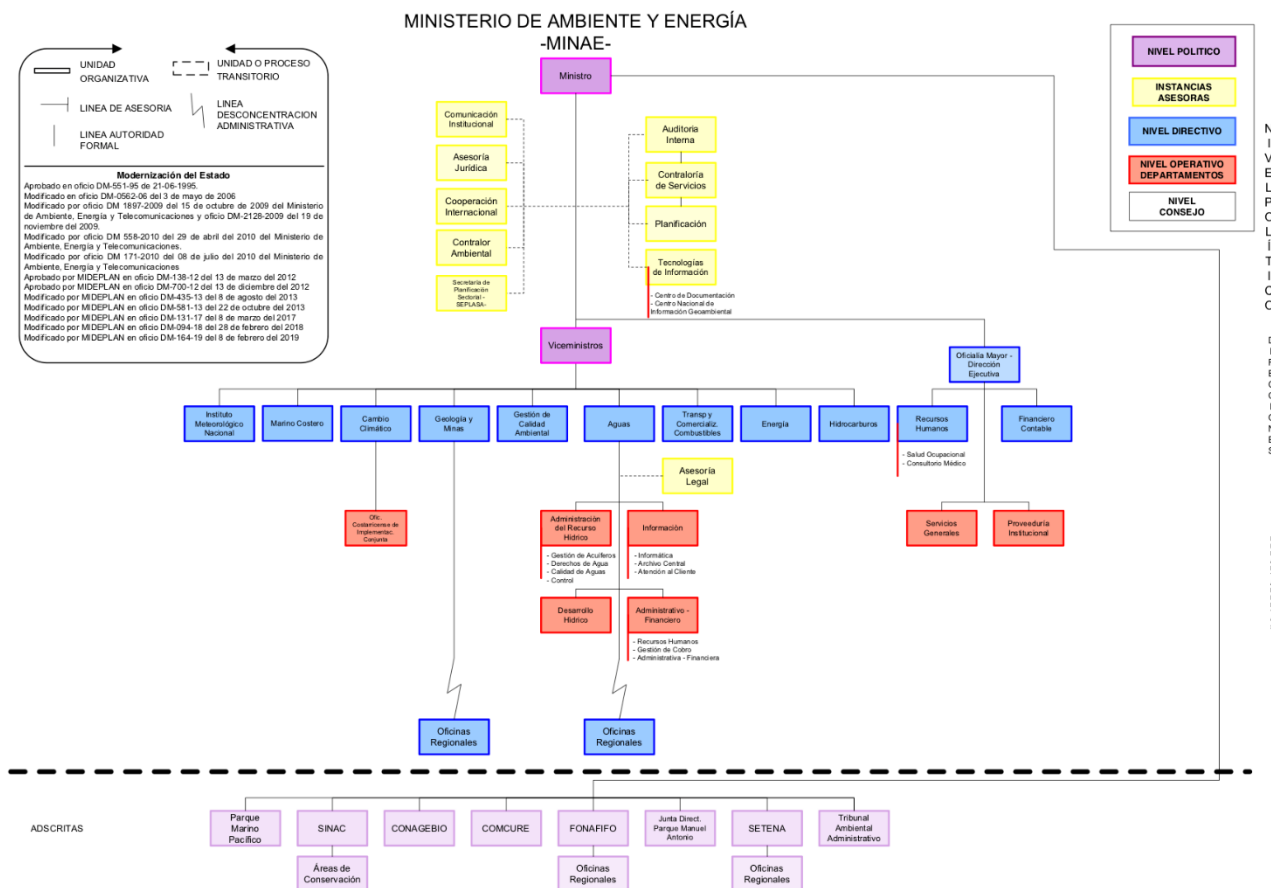 MINISTERIO DE AMBIENTE Y ENERGÍA
-MINAE-
UNIDAD
ORGANIZATIVA
UNIDAD O PROCESO
TRANSITORIO
LINEA DE ASESORIA
LINEA
DESCONCENTRACION
ADMINISTRATIVA
LINEA AUTORIDAD
FORMAL
Modernización del Estado
Aprobado en oficio DM-551-95 de 21-06-1995.
Modificado en oficio DM-0562-06 del 3 de mayo de 2006
Modificado por oficio DM 1897-2009 del 15 de octubre de 2009 del Ministerio
de Ambiente, Energía y Telecomunicaciones y oficio DM-2128-2009 del 19 de
noviembre del 2009.
Modificado por oficio DM 558-2010 del 29 de abril del 2010 del Ministerio de
Ambiente, Energía y Telecomunicaciones.
Modificado por oficio DM 171-2010 del 08 de julio del 2010 del Ministerio de
Ambiente, Energía y Telecomunicaciones
Aprobado por MIDEPLAN en oficio DM-138-12 del 13 de marzo del 2012
Aprobado por MIDEPLAN en oficio DM-700-12 del 13 de diciembre del 2012
Modificado por MIDEPLAN en oficio DM-435-13 del 8 de agosto del 2013
Modificado por MIDEPLAN en oficio DM-581-13 del 22 de octubre del 2013
Modificado por MIDEPLAN en oficio DM-131-17 del 8 de marzo del 2017
Modificado por MIDEPLAN en oficio DM-094-18 del 28 de febrero del 2018
Modificado por MIDEPLAN en oficio DM-164-19 del 8 de febrero del 2019
NIVEL POLITICO
INSTANCIAS
ASESORAS
NIVEL DIRECTIVO
NIVEL OPERATIVO
DEPARTAMENTOS
NIVEL
CONSEJO
N
I
V
E
L
P
O
L
Í
T
I
C
O
Ministro
Comunicación
Institucional
Asesoría
Jurídica
Cooperación
Internacional
Contralor
Ambiental
Secretaría de
Planificación
Sectorial -
SEPLASA-
Auditoria
Interna
Contraloría
de Servicios
Planificación
Tecnologías
de Información
- Centro de Documentación
- Centro Nacional de
Información Geoambiental
Viceministros
Oficialía Mayor -
Dirección
Ejecutiva
Instituto
Meteorológico
Nacional
Marino Costero
Cambio
Climático
Geología y
Minas
Gestión de
Calidad
Ambiental
Aguas
Transp y
Comercializ.
Combustibles
Energía
Hidrocarburos
Recursos
Humanos
Financiero
Contable
- Salud Ocupacional
- Consultorio Médico
Asesoría
Legal
Ofic.
Costarricense de
Implementac.
Conjunta
Administración
del Recurso
Hídrico
Información
- Gestión de Acuíferos
- Derechos de Agua
- Calidad de Aguas
- Control
- Informática
- Archivo Central
- Atención al Cliente
Servicios
Generales
Proveeduría
Institucional
Desarrollo
Hídrico
Administrativo -
Financiero
- Recursos Humanos
- Gestión de Cobro
- Administrativa - Financiera
Oficinas
Regionales
Oficinas
Regionales
ADSCRITAS
Parque
Marino
Pacífico
SINAC
CONAGEBIO
COMCURE
FONAFIFO
Junta Direct.
Parque Manuel
Antonio
SETENA
Tribunal
Ambiental
Administrativo
Áreas de
Conservación
Oficinas
Regionales
Oficinas
Regionales